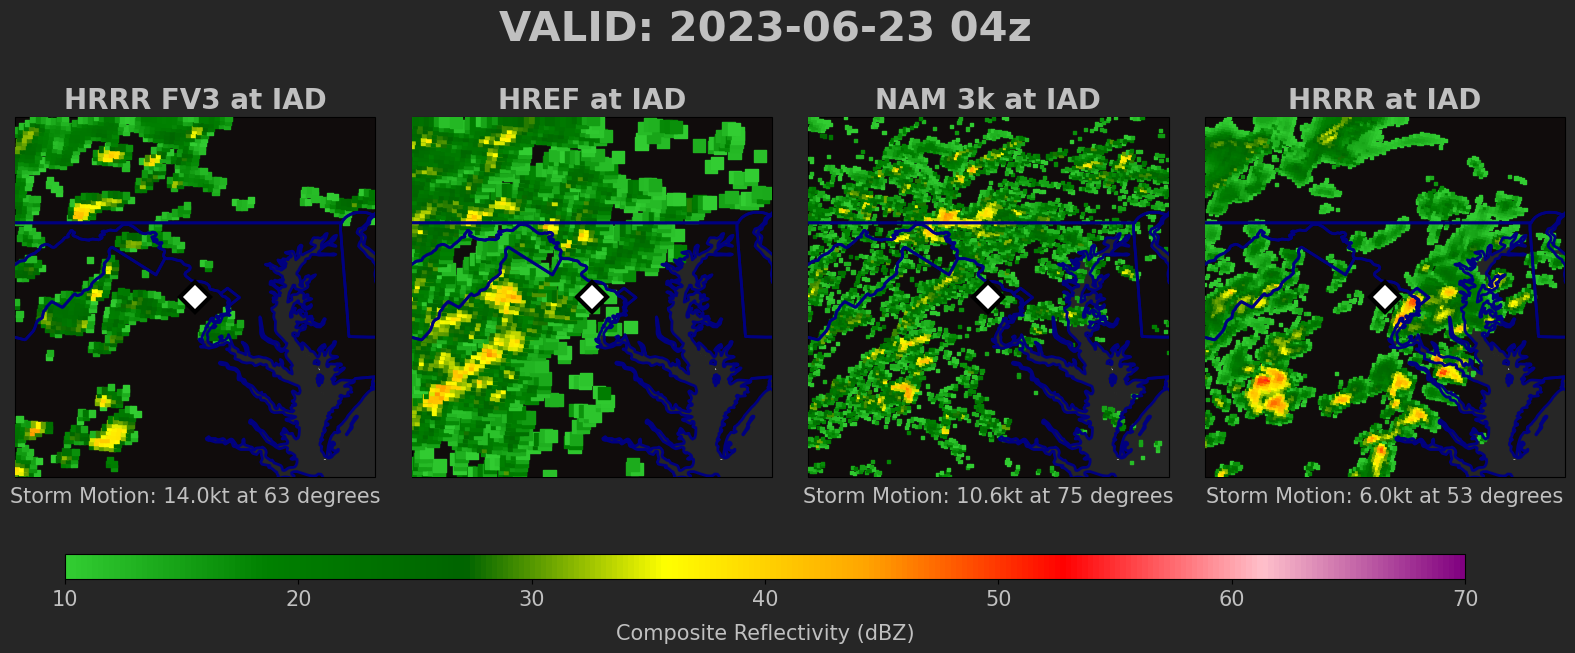 VALID: 2023-06-23 04z
HRRR FV3 at IAD
HREF at IAD
NAM 3k at IAD
HRRR at IAD
Storm Motion: 14.0kt at 63 degrees
Storm Motion: 10.6kt at 75 degrees
Storm Motion: 6.0kt at 53 degrees
10 20 30 40 50 60 70
Composite Reflectivity (dBZ)